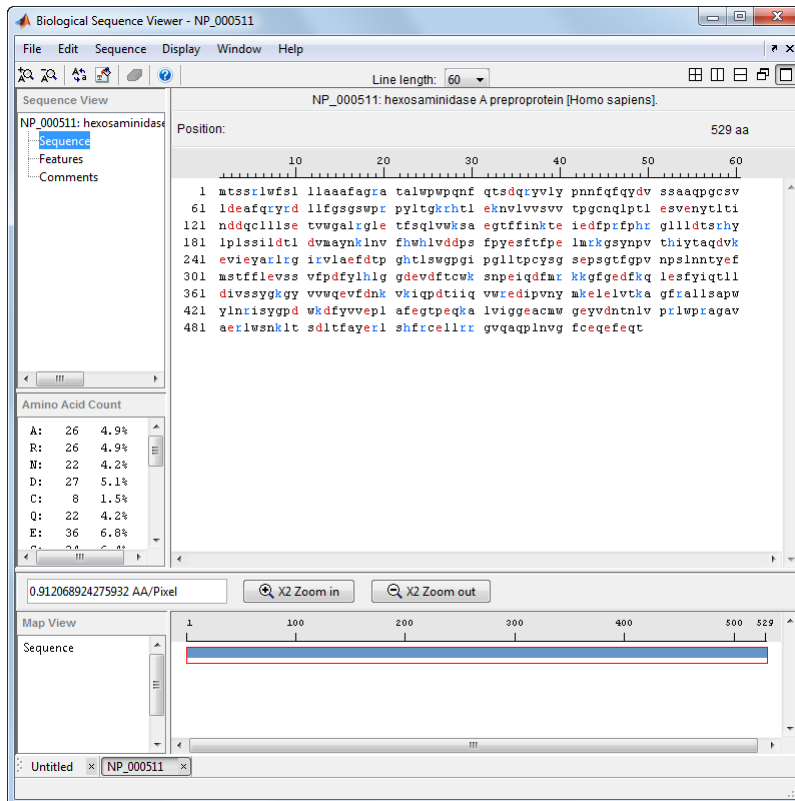 Biological Sequence Viewer - NP_000511
File Edit Sequence Display Window Help
Line length: 60
Sequence View
NP_000511: hexosaminidase
Sequence
Features
Comments
NP_000511: hexosaminidase A preproprotein [Homo sapiens].
Position: 529 aa
10 20 30 40 50 60
1 mtssrlwfsl llaaafagra talwpwpqnf qtsdqryvly pnnfqfqydv ssaaqpgcsv
61 ldeafqryrd llfgsgswpr pyltgkrhtl eknvlvvsvv tpgcnqlptl esvenytlti
121 nddqclllse tvwgalrgle tfsqlvwksa egtffinkte iedfprfphr gllldtsrhy
181 lplssildtl dvmaynklnv fhwhlvddps fpyesftfpe lmrkgsynpv thiytaqdvk
241 evieyarlrg irvlaefdtp ghtlswgpgi pglltpcysg sepsgtfgpv npslnntyef
301 mstfflevss vfpdfylhlg gdevdftcwk snpeiqdfmr kkgfgedfkq lesfyiqtll
361 divssygkgy vvwqevfdnk vkiqpdtiiq vwredipvny mkelelvtka gfrallsapw
421 ylnrisygpd wkdfyvvepl afegtpeqka lviggeacmw geyvdntnlv prlwpragav
481 aerlwsnklt sdltfayerl shfrcellrr gvqaqplnvg fceqefeqt
Amino Acid Count
A: 26 4.9%
R: 26 4.9%
N: 22 4.2%
D: 27 5.1%
C: 8 1.5%
Q: 22 4.2%
E: 36 6.8%
0.912068924275932 AA/Pixel
X2 Zoom in
X2 Zoom out
Map View
Sequence
1 100 200 300 400 500 529
Untitled
NP_000511